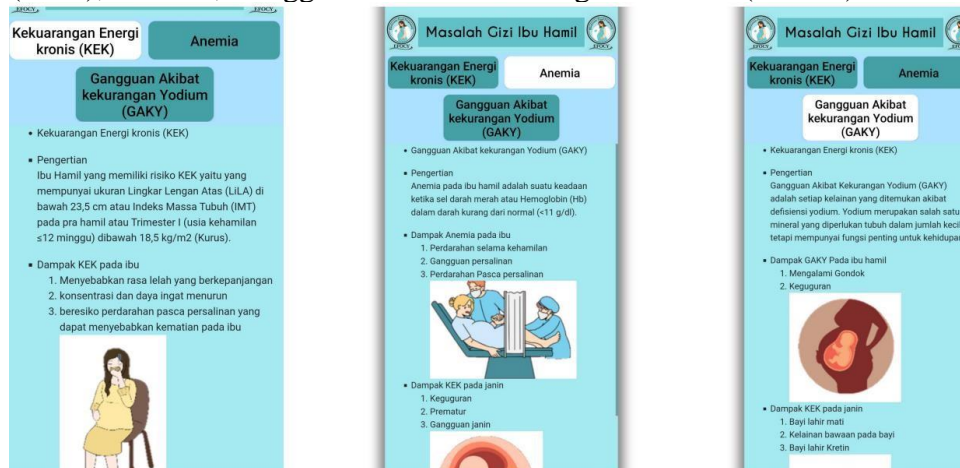 EFOCY
EFOCY
Kekuarangan Energi
kronis (KEK)
Anemia
Gangguan Akibat
kekurangan Yodium
(GAKY)
• Kekuarangan Energi kronis (KEK)
▪ Pengertian
Ibu Hamil yang memiliki risiko KEK yaitu yang
mempunyai ukuran Lingkar Lengan Atas (LiLA) di
bawah 23,5 cm atau Indeks Massa Tubuh (IMT)
pada pra hamil atau Trimester I (usia kehamilan
≤12 minggu) dibawah 18,5 kg/m2 (Kurus).
▪ Dampak KEK pada ibu
1. Menyebabkan rasa lelah yang berkepanjangan
2. konsentrasi dan daya ingat menurun
3. beresiko perdarahan pasca persalinan yang
dapat menyebabkan kematian pada ibu
EFOCY
Masalah Gizi Ibu Hamil
EFOCY
Kekuarangan Energi
kronis (KEK)
Anemia
Gangguan Akibat
kekurangan Yodium
(GAKY)
• Gangguan Akibat kekurangan Yodium (GAKY)
▪ Pengertian
Anemia pada ibu hamil adalah suatu keadaan
ketika sel darah merah atau Hemoglobin (Hb)
dalam darah kurang dari normal (<11 g/dl).
▪ Dampak Anemia pada ibu
1. Perdarahan selama kehamilan
2. Gangguan persalinan
3. Perdarahan Pasca persalinan
▪ Dampak KEK pada janin
1. Keguguran
2. Prematur
3. Gangguan janin
EFOCY
Masalah Gizi Ibu Hamil
Kekuarangan Energi
kronis (KEK)
Anemia
Gangguan Akibat
kekurangan Yodium
(GAKY)
• Kekuarangan Energi kronis (KEK)
▪ Pengertian
Gangguan Akibat Kekurangan Yodium (GAKY)
adalah setiap kelainan yang ditemukan akibat
defisiensi yodium. Yodium merupakan salah satu
mineral yang diperlukan tubuh dalam jumlah kecil
tetapi mempunyai fungsi penting untuk kehidupan
▪ Dampak GAKY Pada ibu hamil
1. Mengalami Gondok
2. Keguguran
▪ Dampak KEK pada janin
1. Bayi lahir mati
2. Kelainan bawaan pada bayi
3. Bayi lahir Kretin